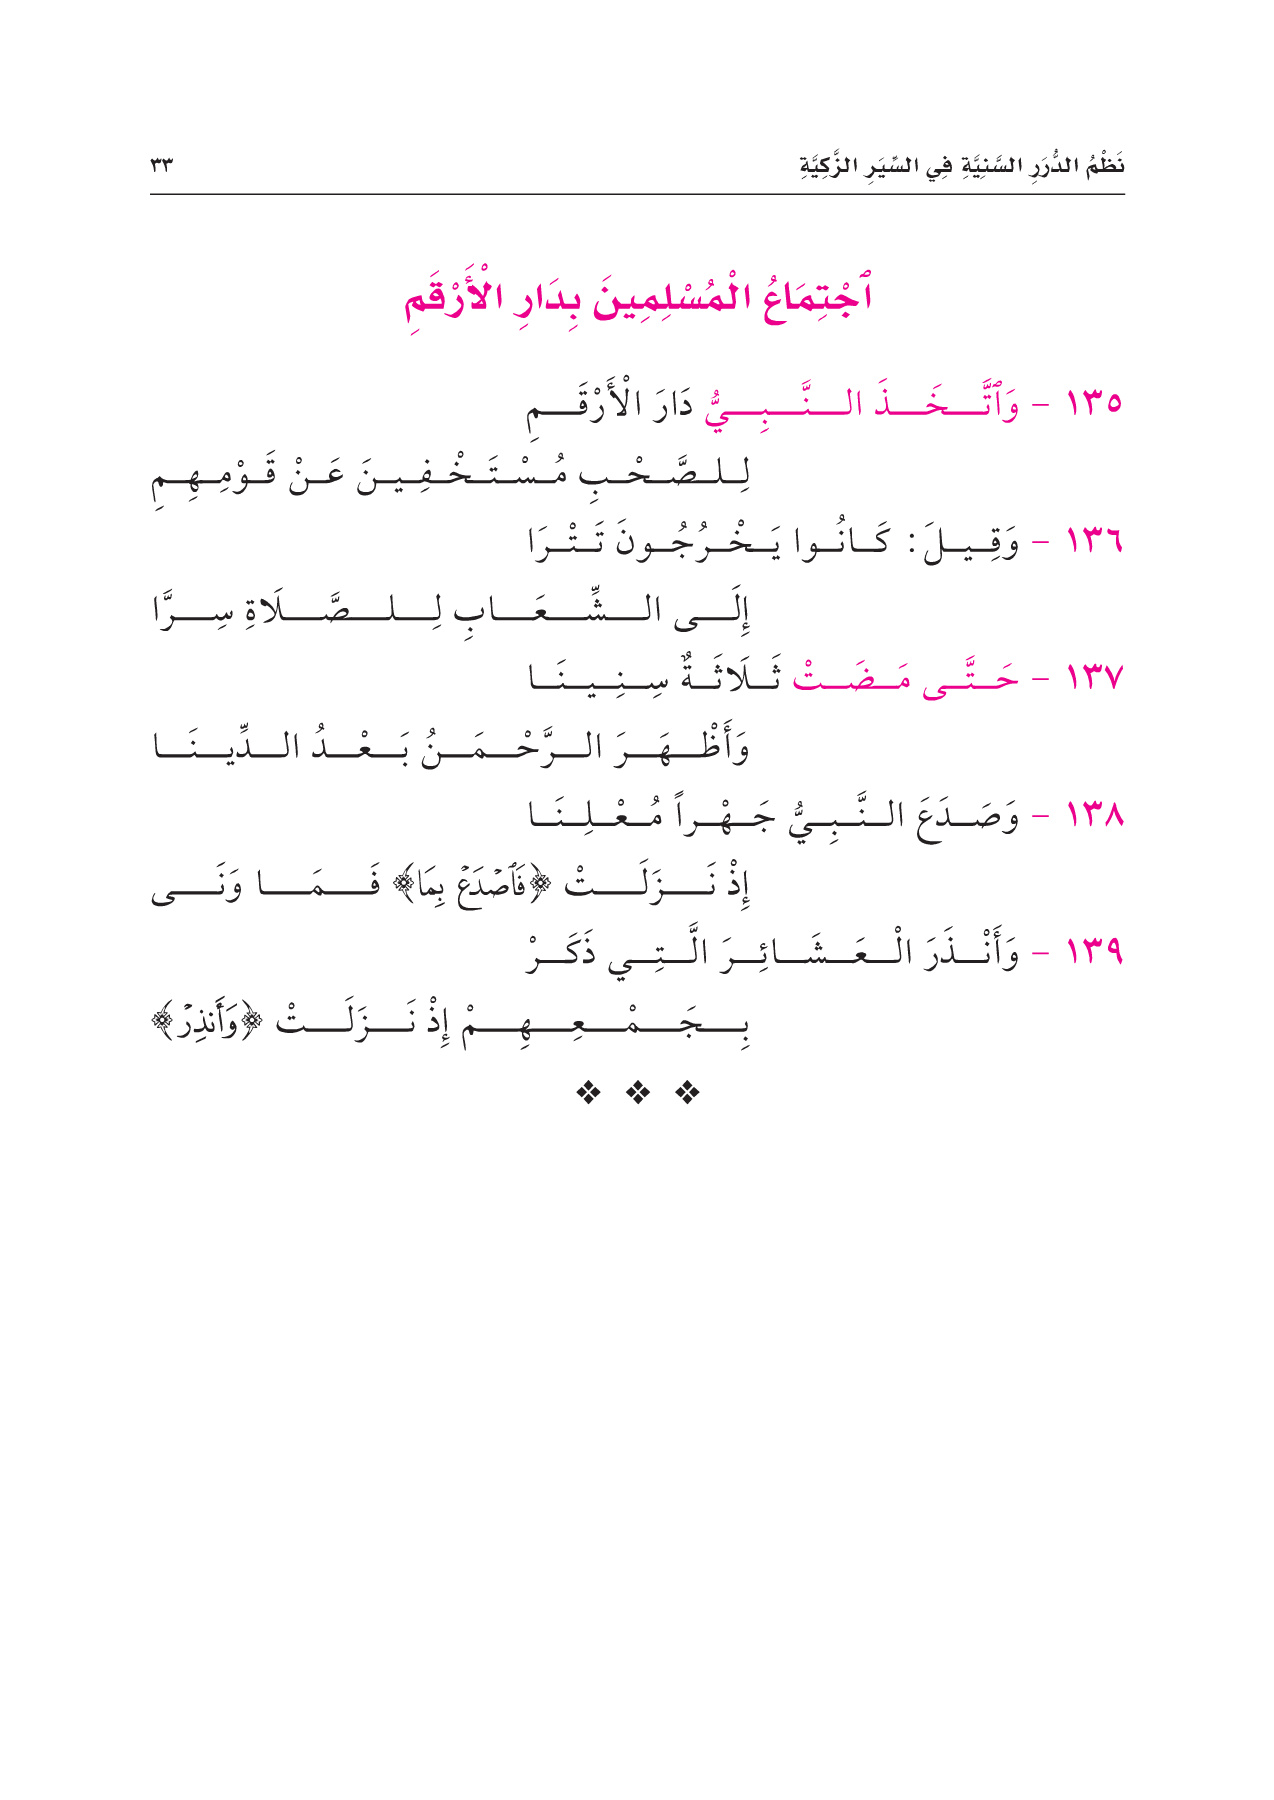 نَظْمُ الدُّرَرِ السَّنِيَّةِ فِي السِّيَرِ الزَّكِيَّةِ ٣٣
ٱجْتِمَاعُ الْمُسْلِمِينَ بِدَارِ الْأَرْقَمِ
١٣٥ - وَٱتَّخَذَ النَّبِيُّ دَارَ الْأَرْقَمِ
لِلصَّحْبِ مُسْتَخْفِينَ عَنْ قَوْمِهِمِ
١٣٦ - وَقِيلَ: كَانُوا يَخْرُجُونَ تَتْرَا
إِلَى الشِّعَابِ لِلصَّلَاةِ سِرَّا
١٣٧ - حَتَّى مَضَتْ ثَلَاثَةٌ سِنِينَا
وَأَظْهَرَ الرَّحْمَنُ بَعْدُ الدِّينَا
١٣٨ - وَصَدَعَ النَّبِيُّ جَهْراً مُعْلِنَا
إِذْ نَزَلَتْ ﴿فَٱصْدَعْ بِمَا﴾ فَمَا وَنَى
١٣٩ - وَأَنْذَرَ الْعَشَائِرَ الَّتِي ذَكَرْ
بِجَمْعِهِمْ إِذْ نَزَلَتْ ﴿وَأَنذِرْ﴾